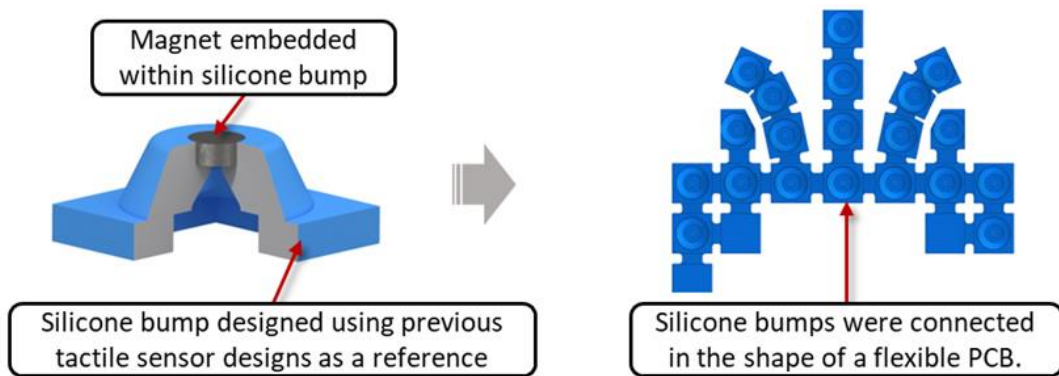 Magnet embedded
within silicone bump
Silicone bump designed using previous
tactile sensor designs as a reference
Silicone bumps were connected
in the shape of a flexible PCB.